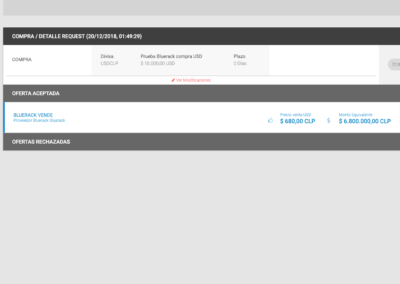 COMPRA / DETALLE REQUEST (20/12/2018, 01:49:29)
COMPRA
Divisa Prueba Bluerack compra USD Plazo
USDCLP $ 10.000,00 USD 0 Días
Ver Modificaciones
OFERTA ACEPTADA
BLUERACK VENDE Precio venta USD Monto Equivalente
Proveedor Bluerack Bluerack $ 680,00 CLP $ $ 6.800.000,00 CLP
OFERTAS RECHAZADAS